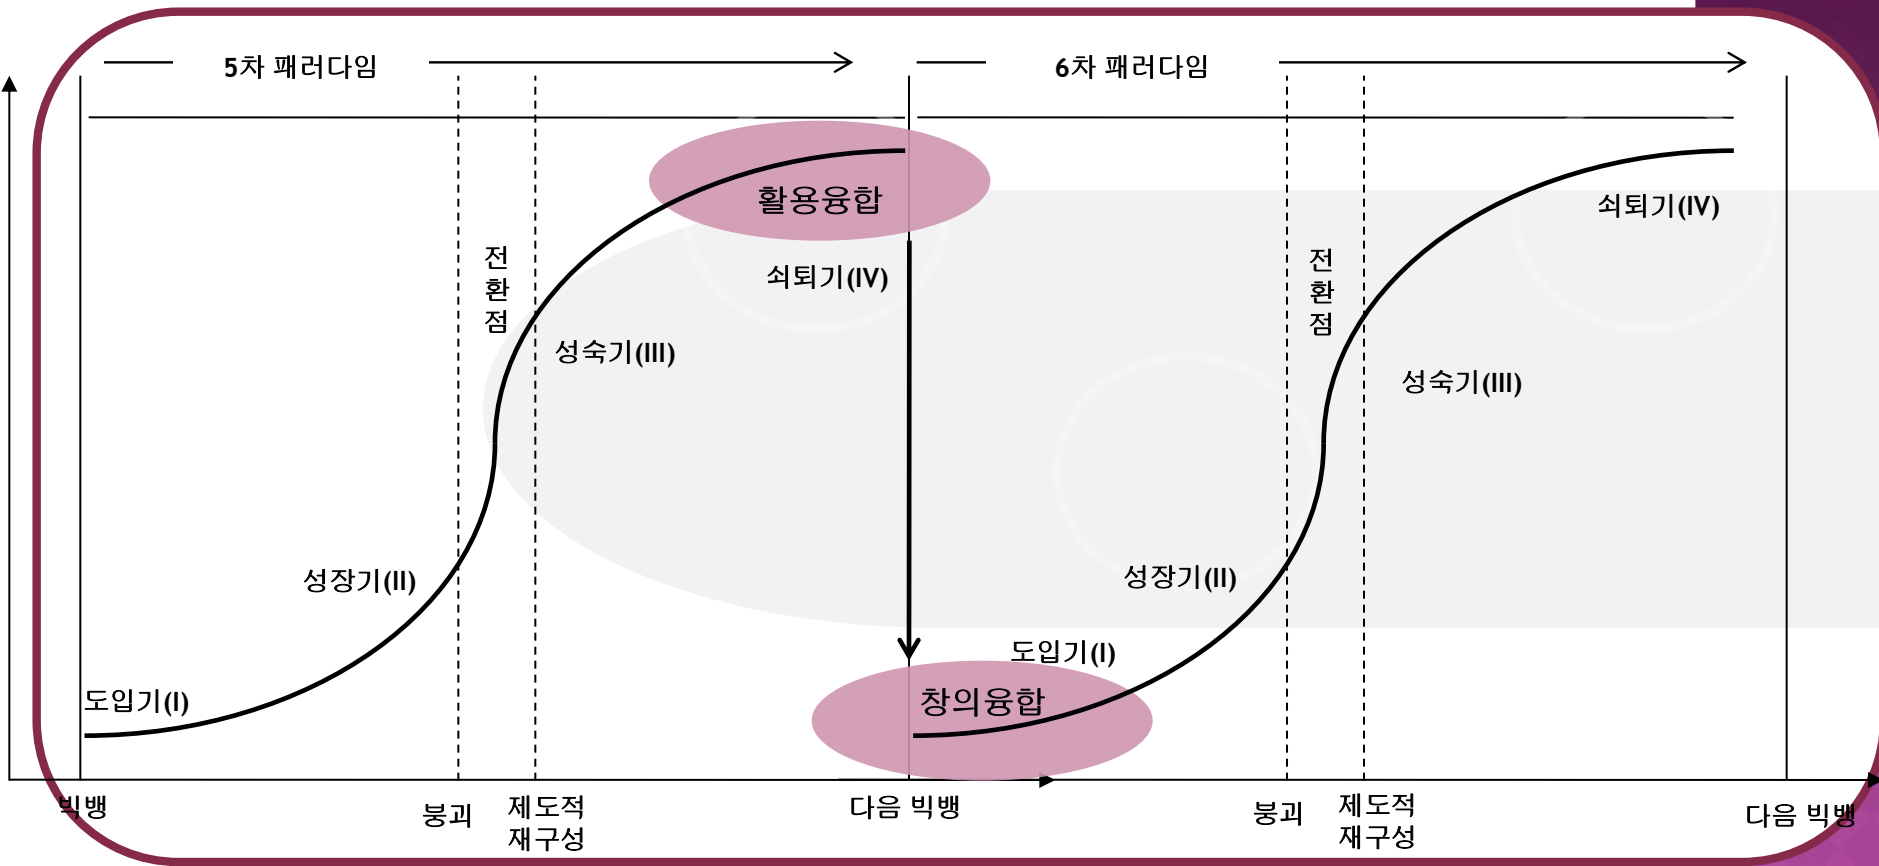 5차 패러다임
6차 패러다임
활용융합
쇠퇴기(IV)
쇠퇴기(IV)
전
환
점
전
환
점
성숙기(III)
성숙기(III)
성장기(II)
성장기(II)
도입기(I)
도입기(I)
창의융합
빅뱅
붕괴
제도적
재구성
다음 빅뱅
붕괴
제도적
재구성
다음 빅뱅